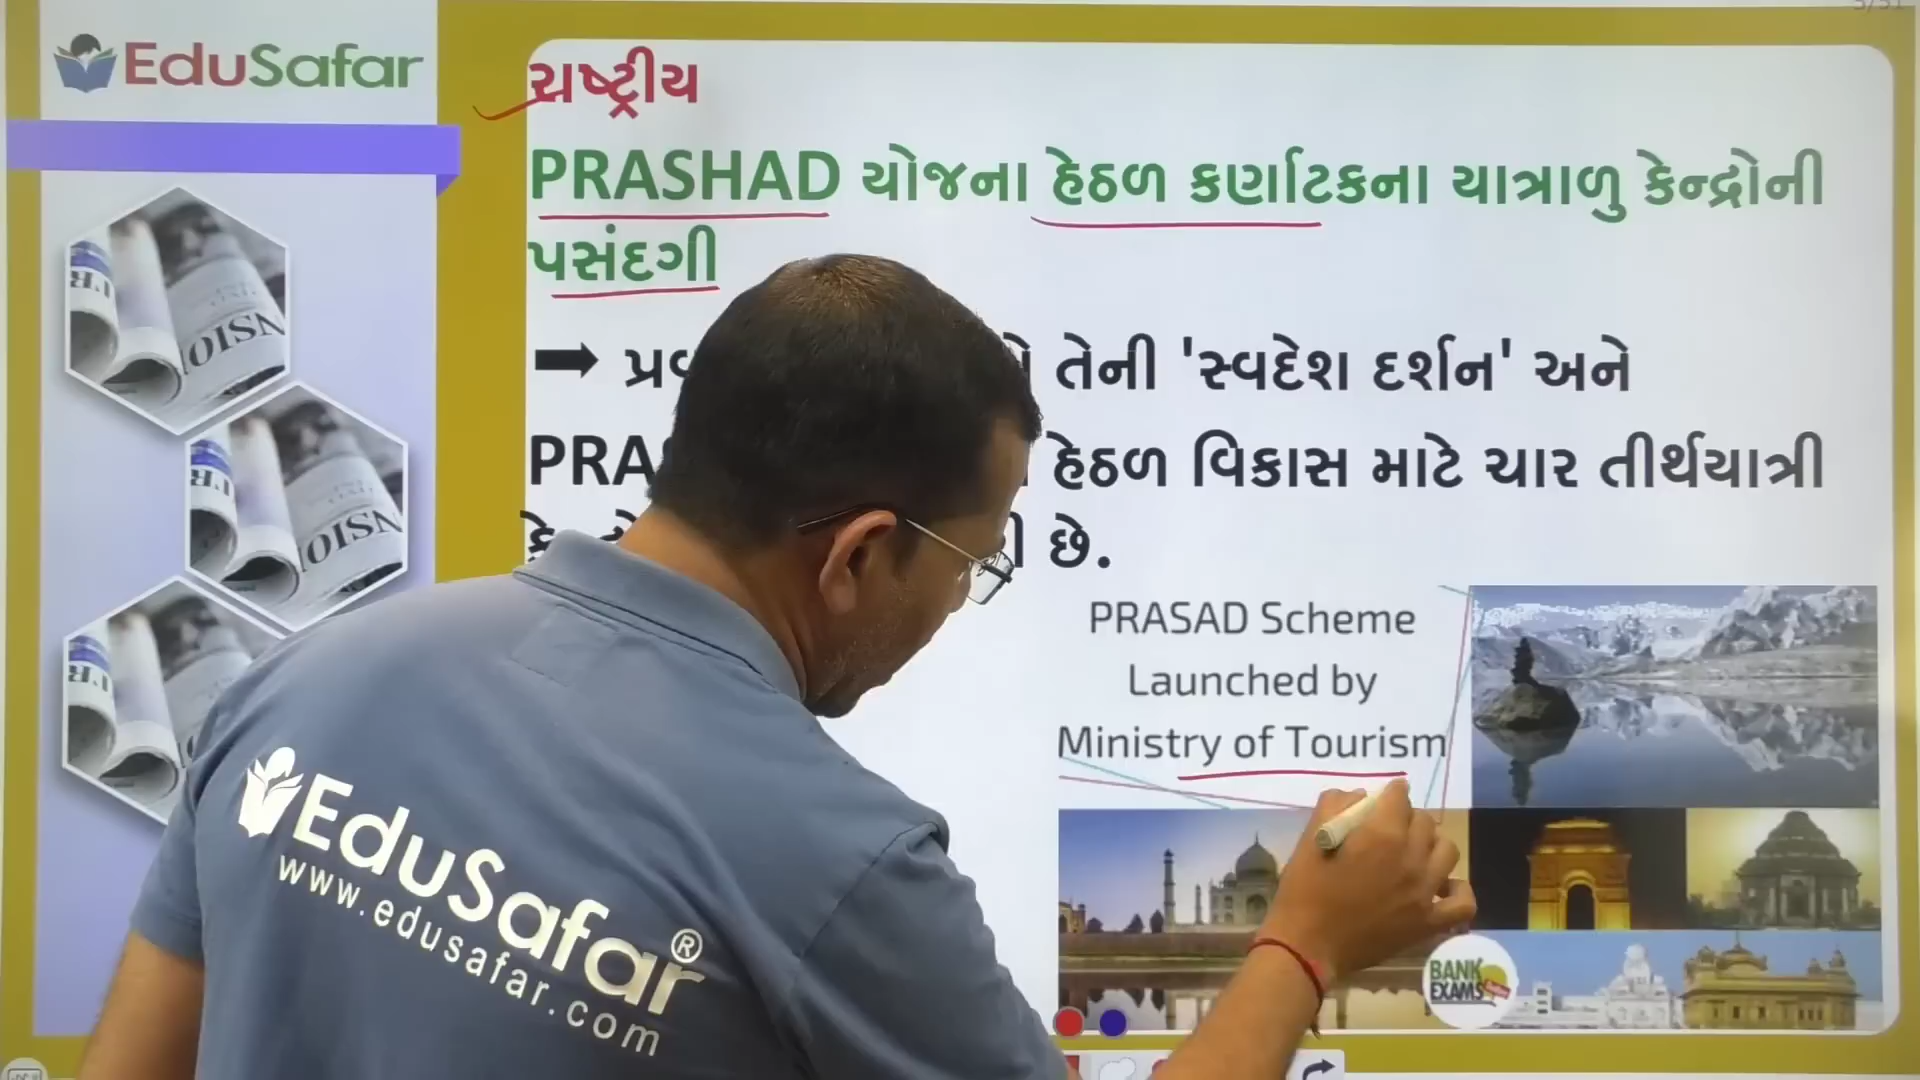 EduSafar
રાષ્ટ્રીય
PRASHAD યોજના હેઠળ કર્ણાટકના યાત્રાળુ કેન્દ્રોની
પસંદગી
તેની 'સ્વદેશ દર્શન' અને
હેઠળ વિકાસ માટે ચાર તીર્થયાત્રી
છે.
PRASAD Scheme
Launched by
Ministry of Tourism
BANK
EXAMS
EduSafar®
www.edusafar.com